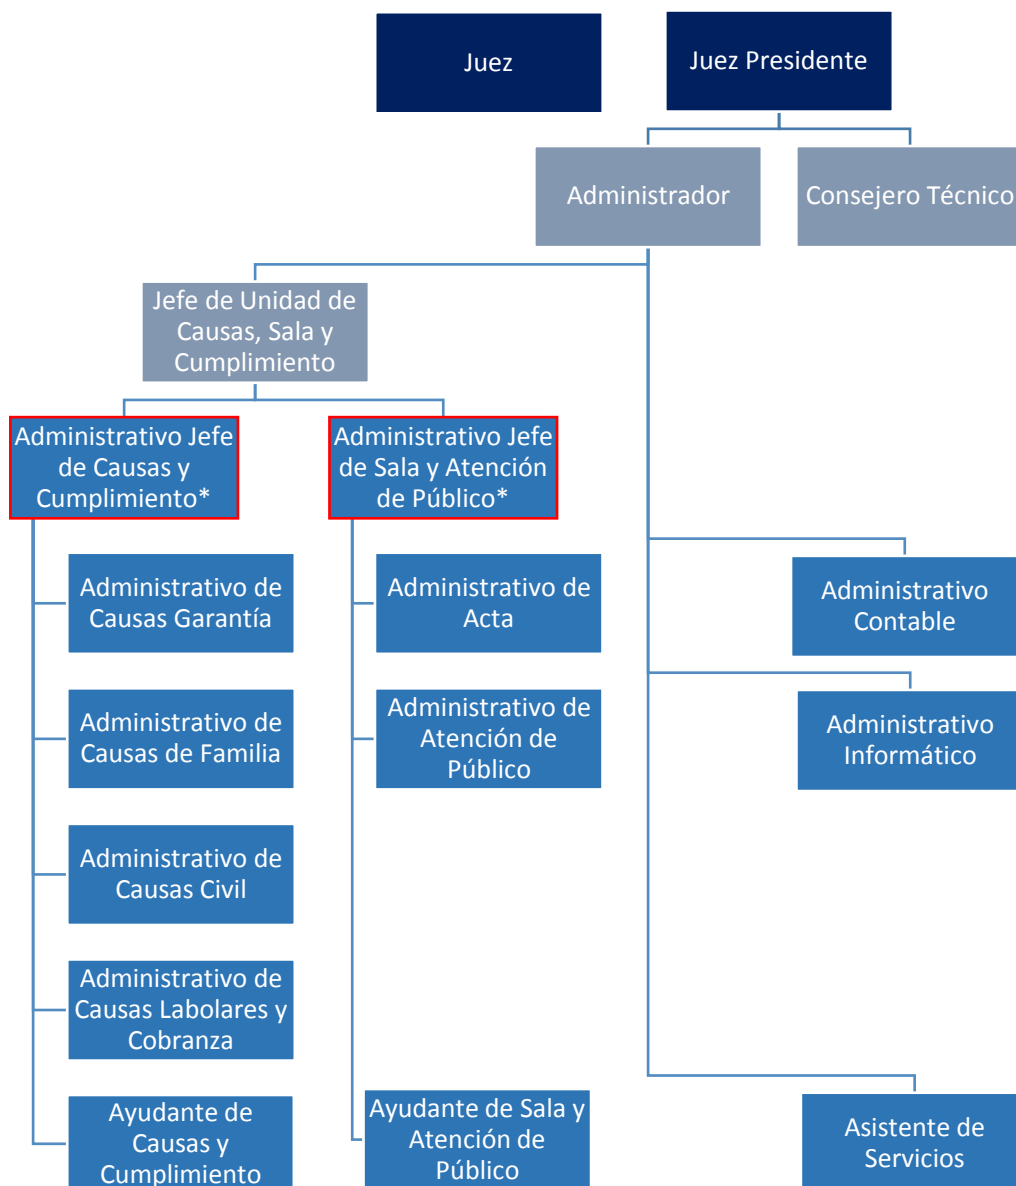 Juez
Juez Presidente
Administrador
Consejero Técnico
Jefe de Unidad de
Causas, Sala y
Cumplimiento
Administrativo Jefe
de Causas y
Cumplimiento*
Administrativo Jefe
de Sala y Atención
de Público*
Administrativo de
Causas Garantía
Administrativo de
Acta
Administrativo
Contable
Administrativo de
Causas de Familia
Administrativo de
Atención de
Público
Administrativo
Informático
Administrativo de
Causas Civil
Administrativo de
Causas Labolares y
Cobranza
Ayudante de
Causas y
Cumplimiento
Ayudante de Sala y
Atención de
Público
Asistente de
Servicios